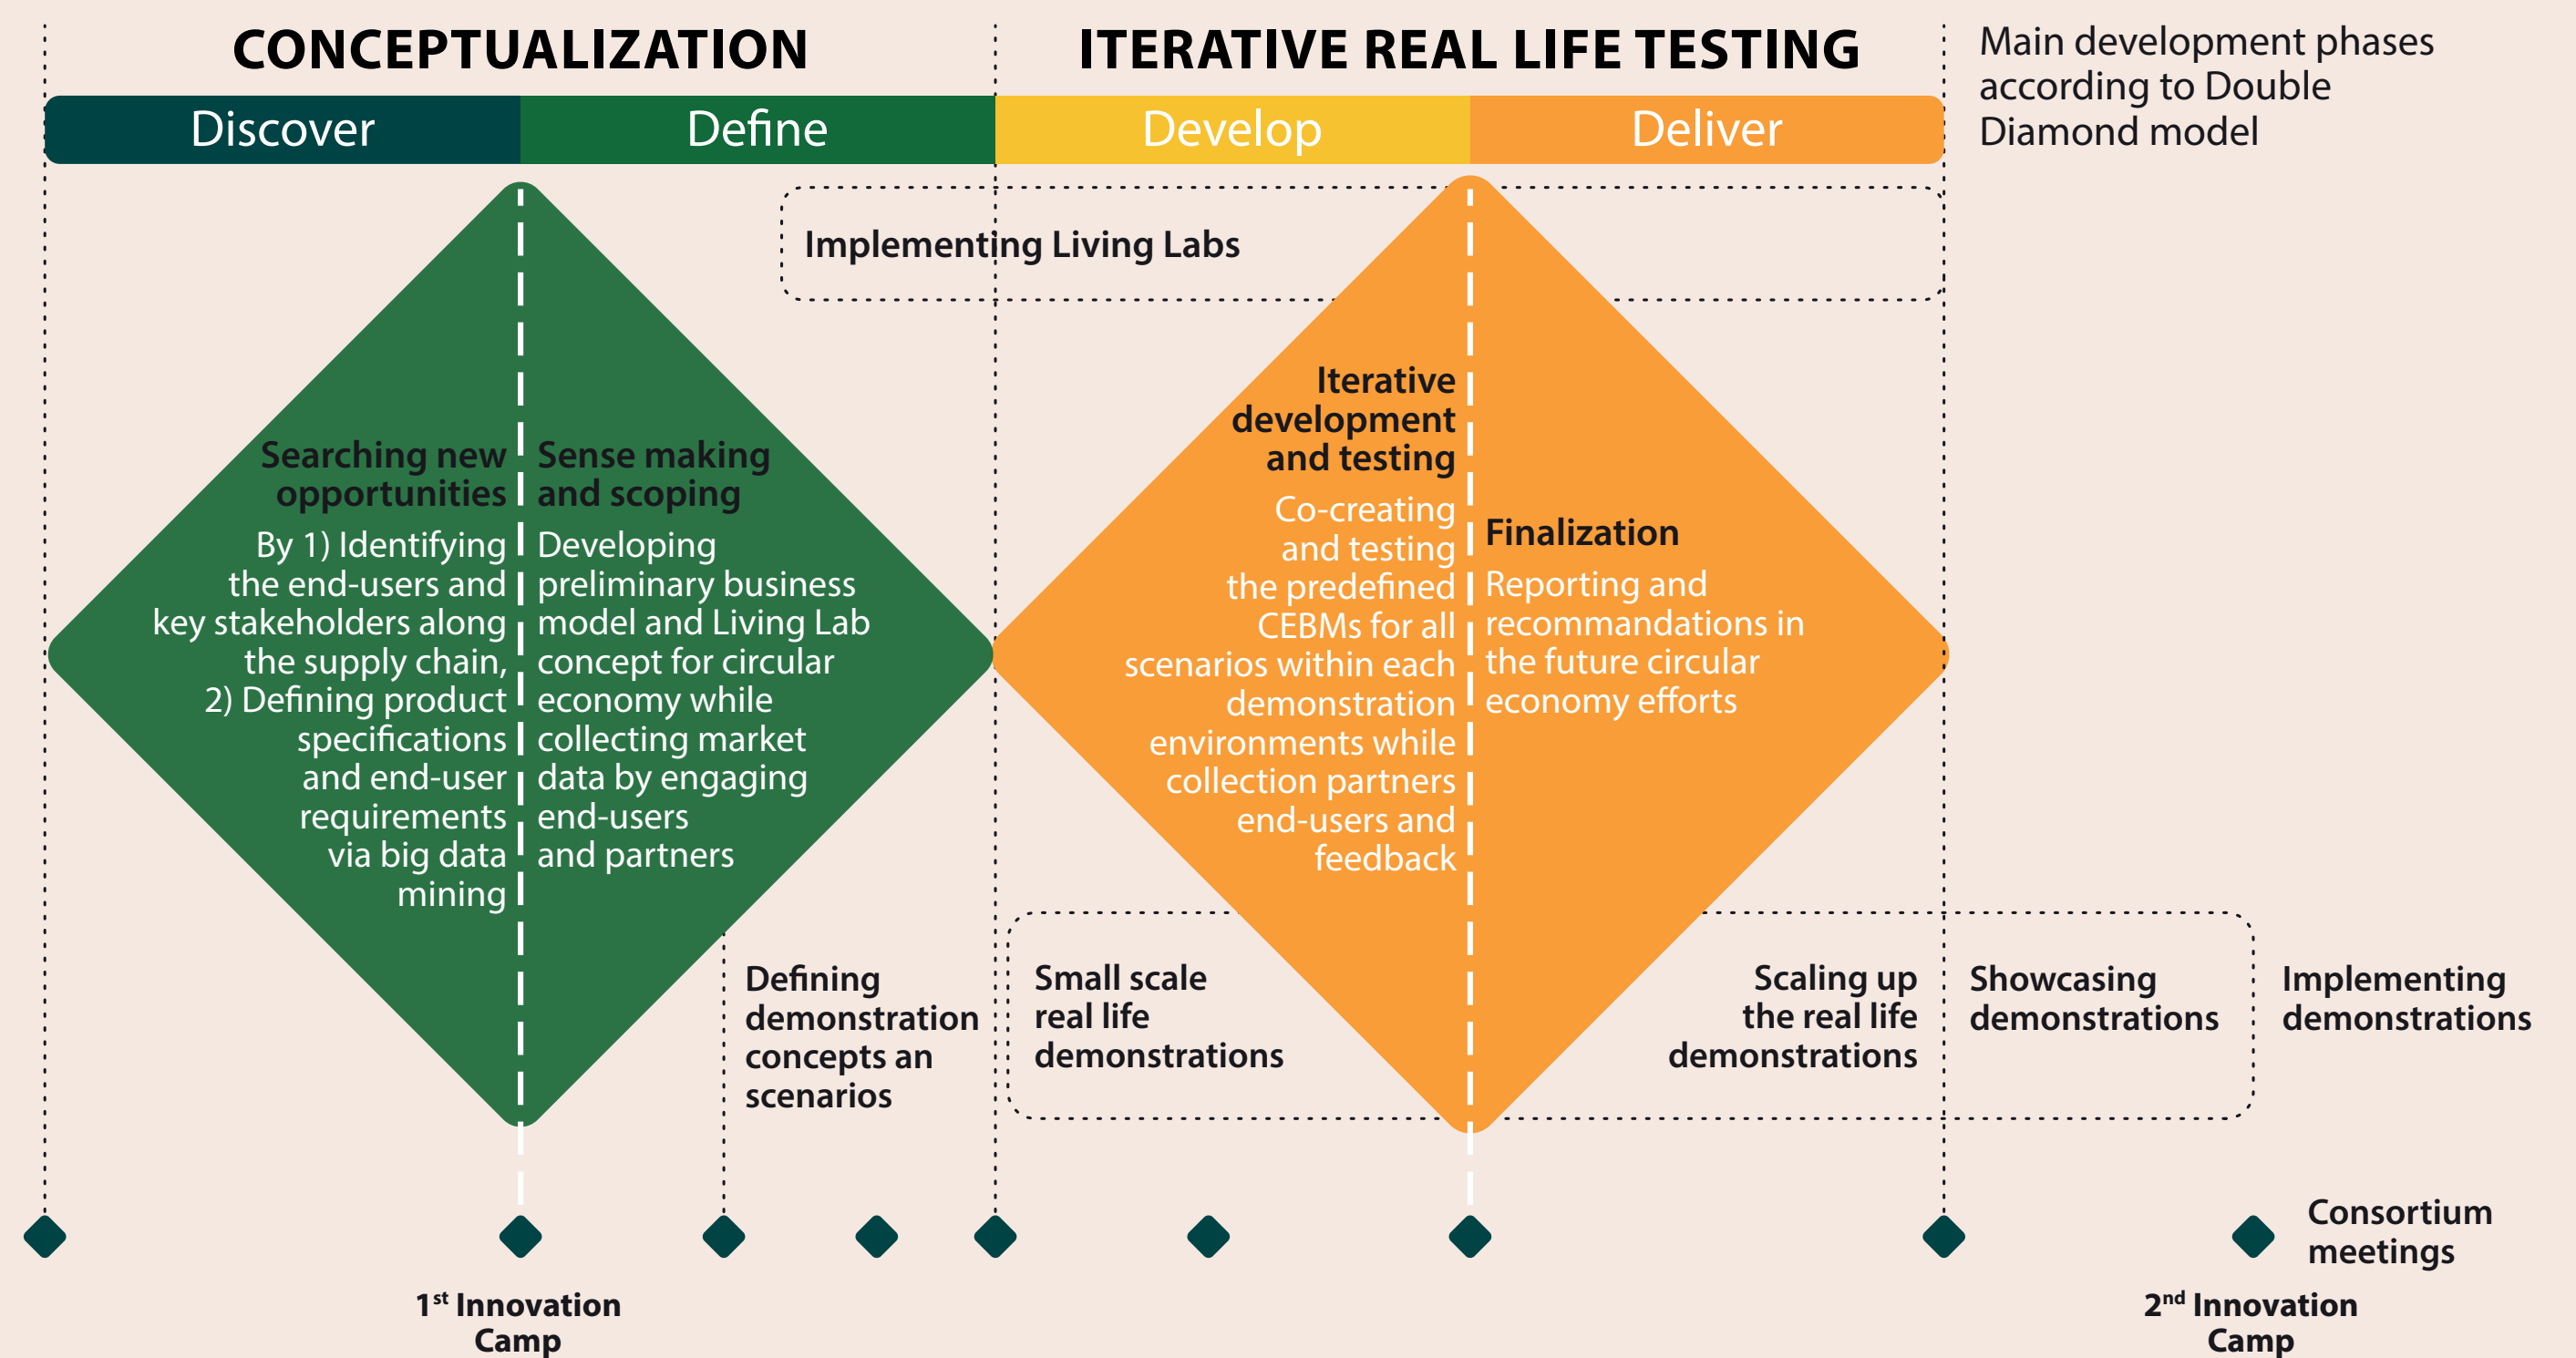 CONCEPTUALIZATION
ITERATIVE REAL LIFE TESTING
Main development phases
according to Double
Diamond model
Discover
Define
Develop
Deliver
Implementing Living Labs
Searching new
opportunities
By 1) Identifying
the end-users and
key stakeholders along
the supply chain,
2) Defining product
specifications
and end-user
requirements
via big data
mining
Sense making
and scoping
Developing
preliminary business
model and Living Lab
concept for circular
economy while
collecting market
data by engaging
end-users
and partners
Iterative
development
and testing
Co-creating
and testing
the predefined
CEBMs for all
scenarios within each
demonstration
environments while
collection partners
end-users and
feedback
Finalization
Reporting and
recommandations in
the future circular
economy efforts
Defining
demonstration
concepts an
scenarios
Small scale
real life
demonstrations
Scaling up
the real life
demonstrations
Showcasing
demonstrations
Implementing
demonstrations
Consortium
meetings
1st Innovation
Camp
2nd Innovation
Camp